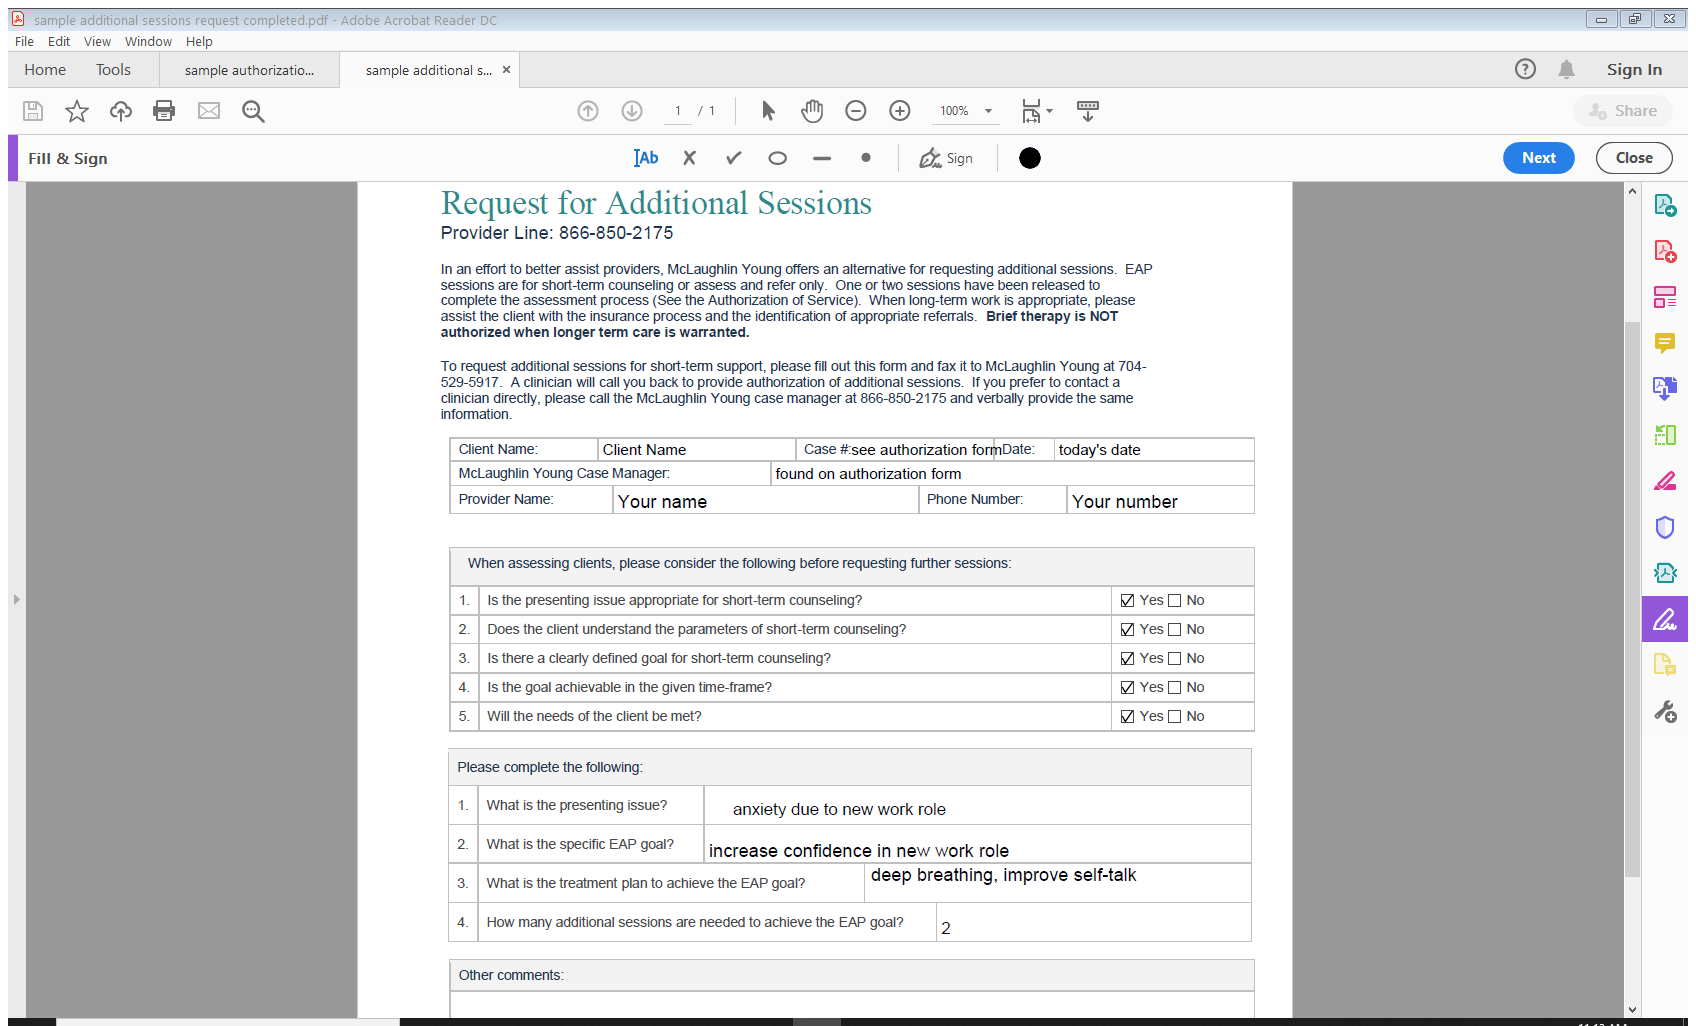 sample additional sessions request completed.pdf - Adobe Acrobat Reader DC
File Edit View Window Help
Home Tools sample authorizatio... sample additional s... × ? Sign In
1 / 1 100% Share
Fill & Sign Ab Sign Next Close
Request for Additional Sessions
Provider Line: 866-850-2175
In an effort to better assist providers, McLaughlin Young offers an alternative for requesting additional sessions. EAP
sessions are for short-term counseling or assess and refer only. One or two sessions have been released to
complete the assessment process (See the Authorization of Service). When long-term work is appropriate, please
assist the client with the insurance process and the identification of appropriate referrals. Brief therapy is NOT
authorized when longer term care is warranted.
To request additional sessions for short-term support, please fill out this form and fax it to McLaughlin Young at 704-
529-5917. A clinician will call you back to provide authorization of additional sessions. If you prefer to contact a
clinician directly, please call the McLaughlin Young case manager at 866-850-2175 and verbally provide the same
information.
Client Name: Client Name Case #:see authorization form Date: today's date
McLaughlin Young Case Manager: found on authorization form
Provider Name: Your name Phone Number: Your number
When assessing clients, please consider the following before requesting further sessions:
1. Is the presenting issue appropriate for short-term counseling? Yes No
2. Does the client understand the parameters of short-term counseling? Yes No
3. Is there a clearly defined goal for short-term counseling? Yes No
4. Is the goal achievable in the given time-frame? Yes No
5. Will the needs of the client be met? Yes No
Please complete the following:
1. What is the presenting issue? anxiety due to new work role
2. What is the specific EAP goal? increase confidence in new work role
3. What is the treatment plan to achieve the EAP goal? deep breathing, improve self-talk
4. How many additional sessions are needed to achieve the EAP goal? 2
Other comments: